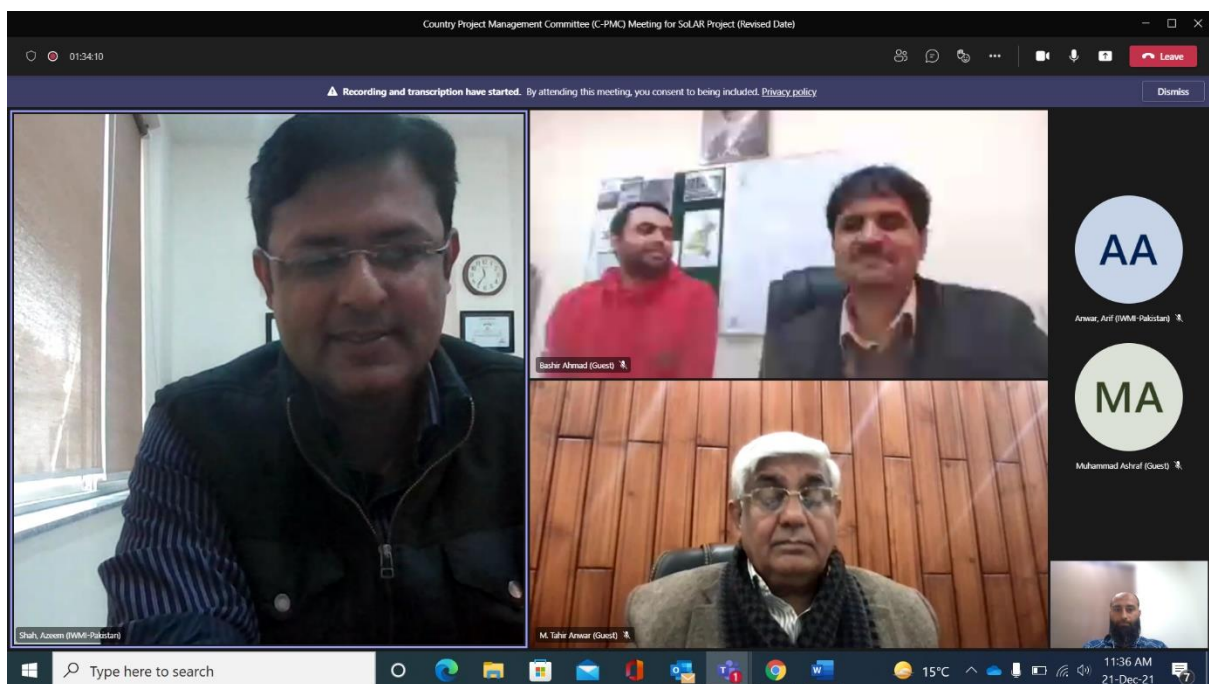 Country Project Management Committee (C-PMC) Meeting for SoLAR Project (Revised Date)
01:34:10
Leave
Recording and transcription have started. By attending this meeting, you consent to being included. Privacy policy
Dismiss
AA
Anwar, Arif (IWMI-Pakistan)
Bashir Ahmad (Guest)
MA
Muhammad Ashraf (Guest)
Shah, Azeem (IWMI-Pakistan)
M. Tahir Anwar (Guest)
Type here to search
1
15°C
11:36 AM
21-Dec-21
7